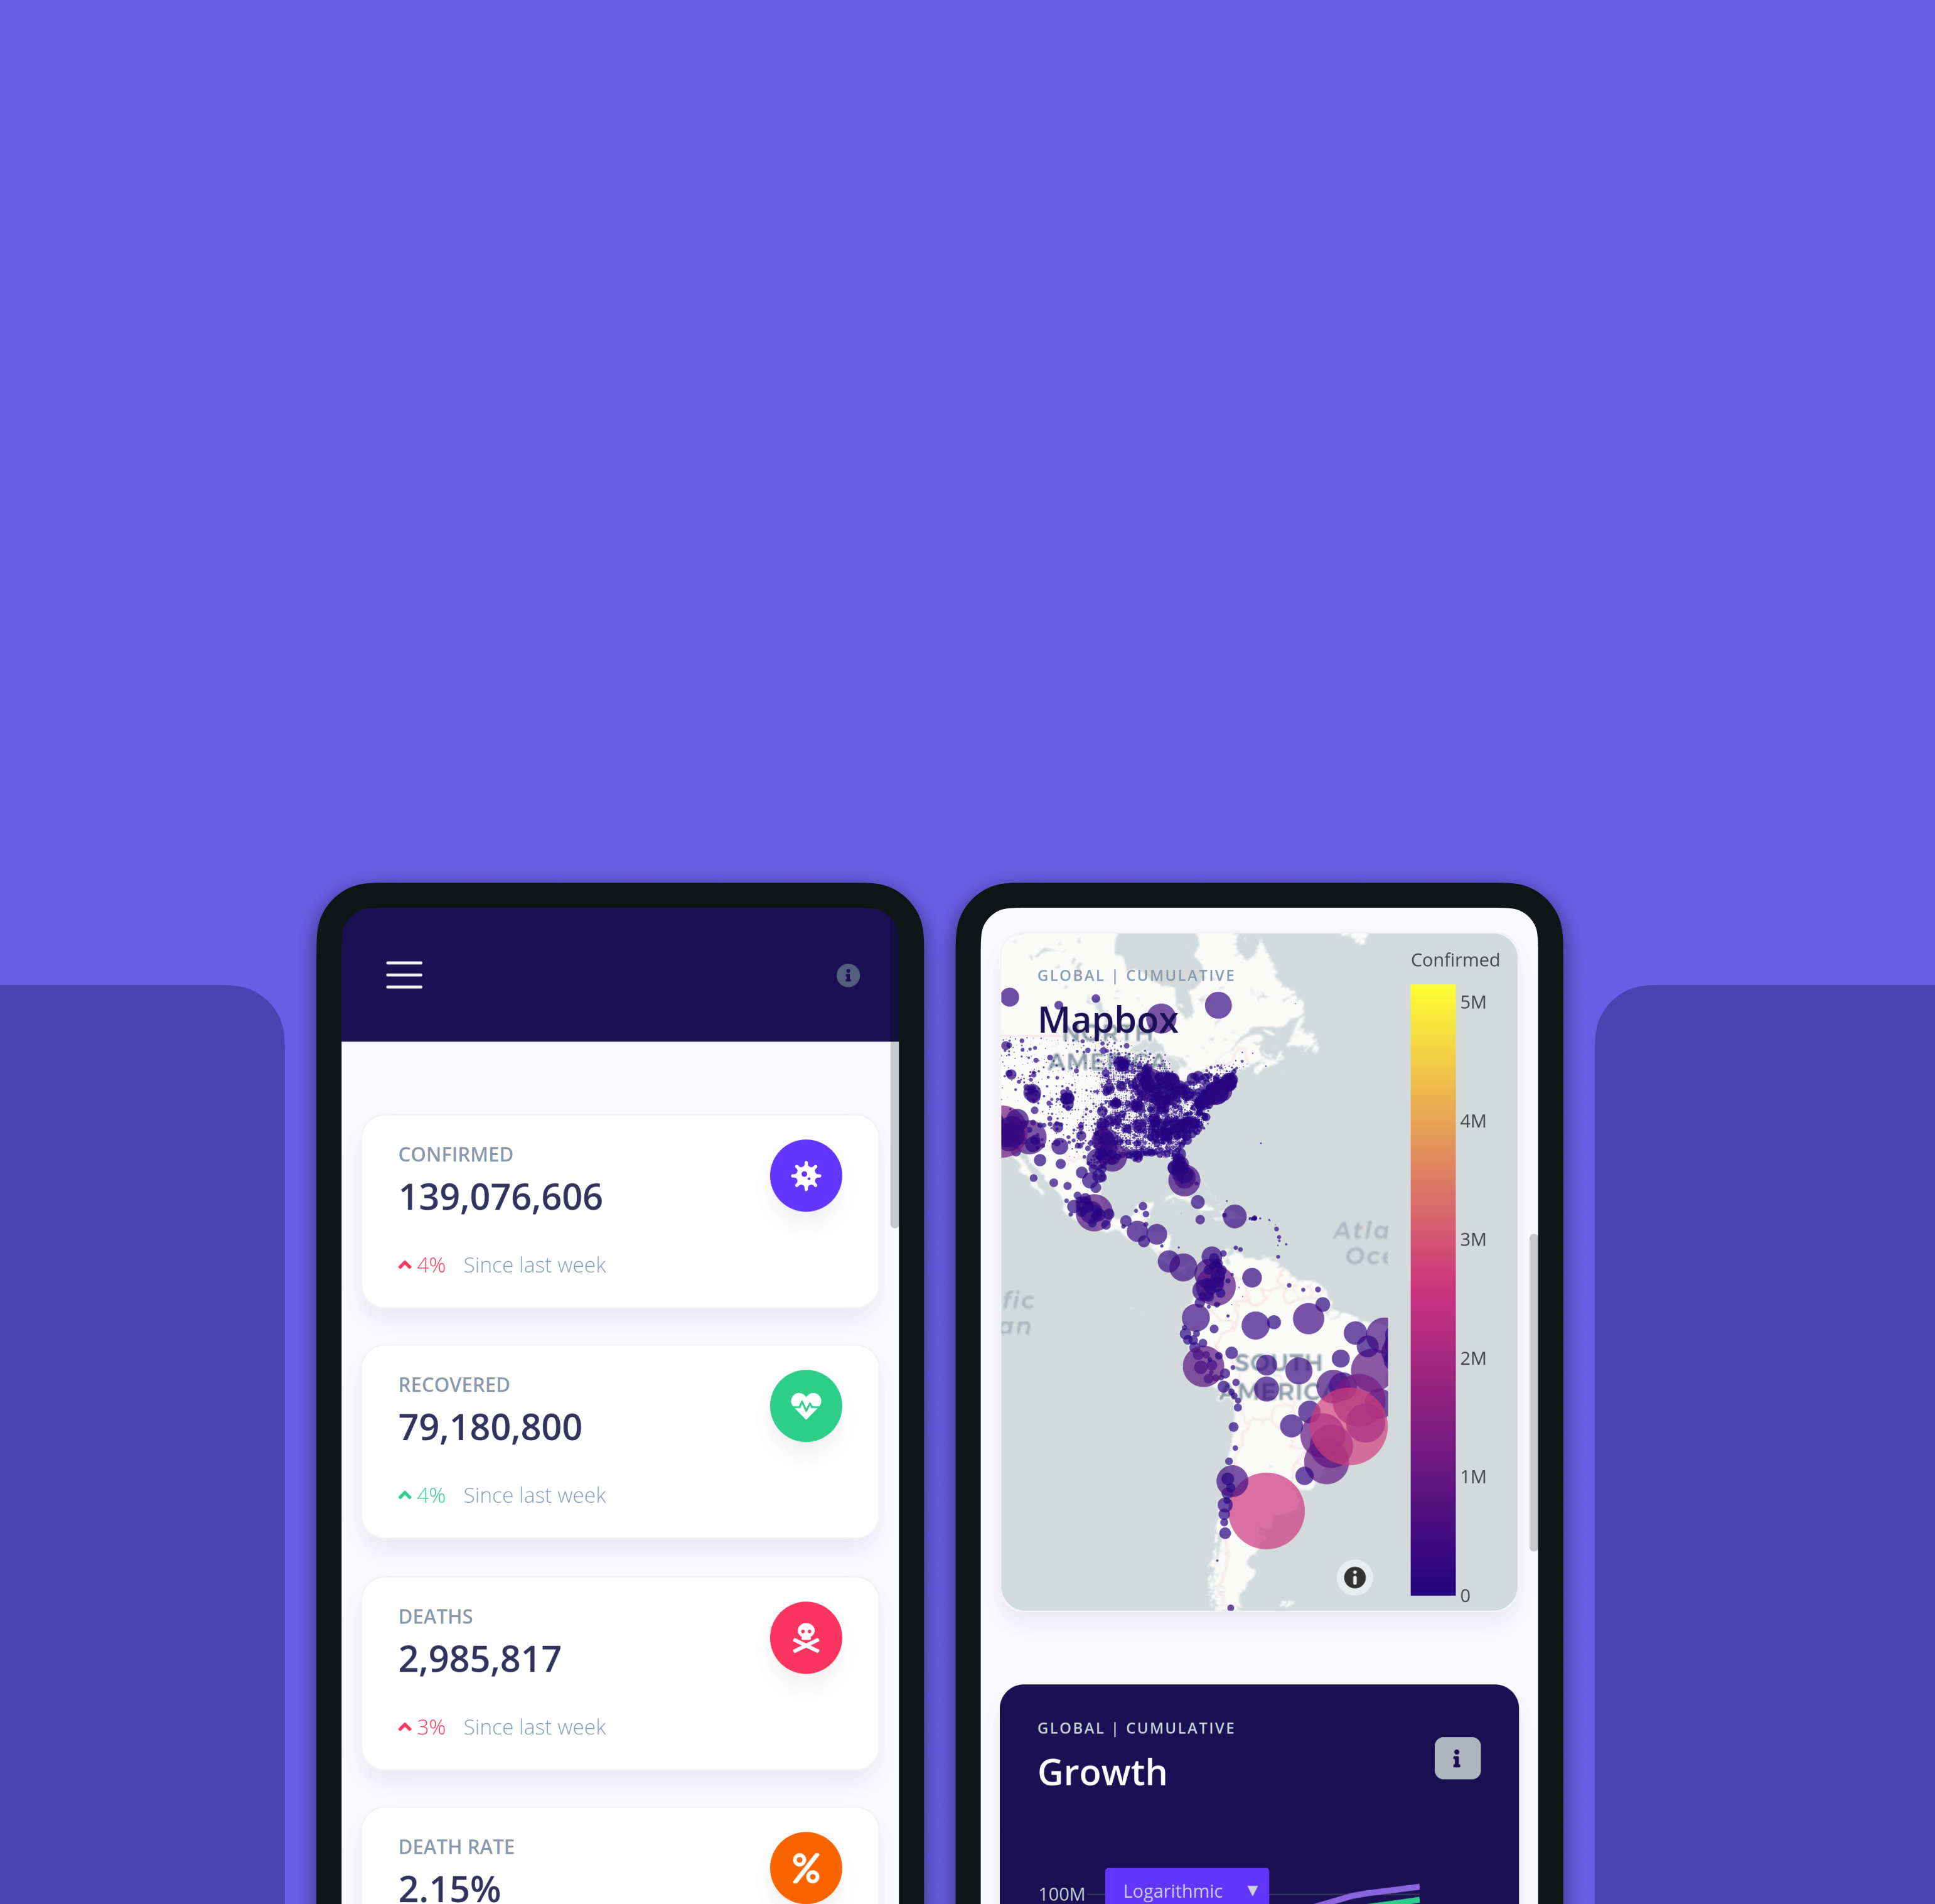 CONFIRMED
139,076,606
4% Since last week
RECOVERED
79,180,800
4% Since last week
DEATHS
2,985,817
3% Since last week
DEATH RATE
2.15%
GLOBAL | CUMULATIVE
Mapbox
NORTH
AMERICA
Atla
Oce
fic
an
SOUTH
AMERICA
Confirmed
5M
4M
3M
2M
1M
0
GLOBAL | CUMULATIVE
Growth
100M
Logarithmic ▼